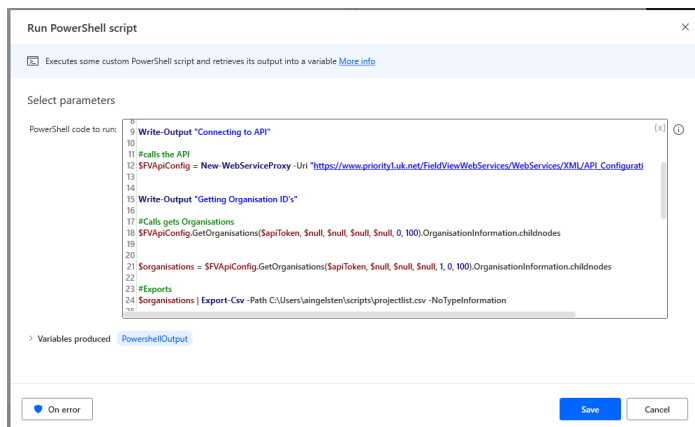 Run PowerShell script
Executes some custom PowerShell script and retrieves its output into a variable More info
Select parameters
PowerShell code to run:
{x}
8
9 Write-Output "Connecting to API"
10
11 #calls the API
12 $FVApiConfig = New-WebServiceProxy -Uri "https://www.priority1.uk.net/FieldViewWebServices/WebServices/XML/API_Configurati
13
14
15 Write-Output "Getting Organisation ID's"
16
17 #Calls gets Organisations
18 $FVApiConfig.GetOrganisations($apiToken, $null, $null, $null, $null, 0, 100).OrganisationInformation.childnodes
19
20
21 $organisations = $FVApiConfig.GetOrganisations($apiToken, $null, $null, $null, 1, 0, 100).OrganisationInformation.childnodes
22
23 #Exports
24 $organisations | Export-Csv -Path C:\Users\aingelsten\scripts\projectlist.csv -NoTypeInformation
25
Variables produced PowershellOutput
On error
Save
Cancel